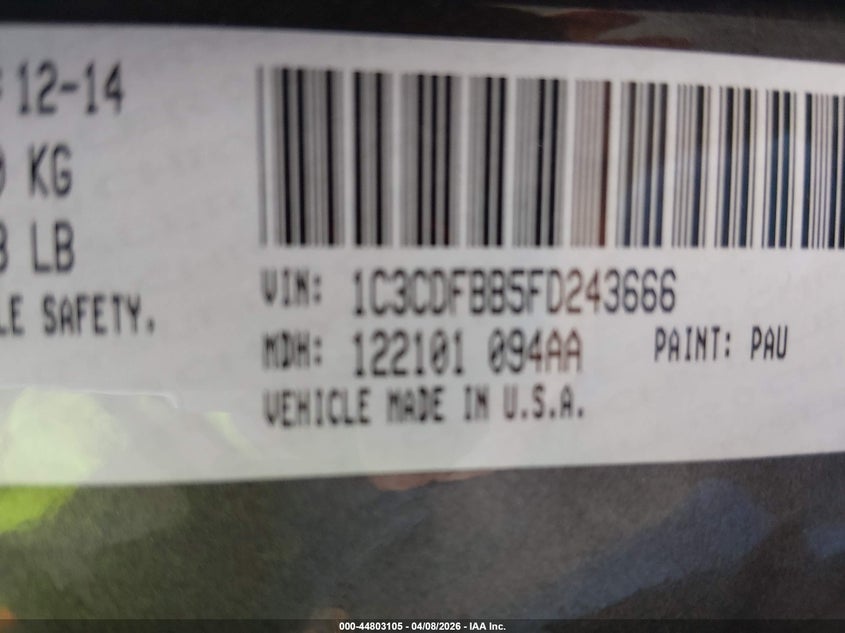 12-14
KG
LB
SAFETY.
VIN: 1C3CDFBB5FD243666
MDH: 122101 094AA PAINT: PAU
VEHICLE MADE IN U.S.A.
000-44803105 - 04/08/2026 - IAA Inc.